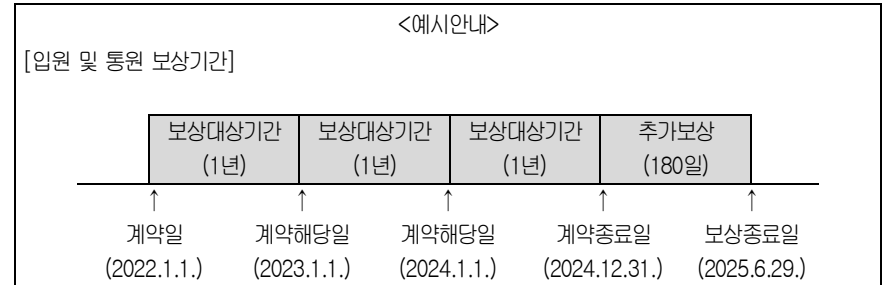 <예시안내>
[입원 및 통원 보상기간]
보상대상기간 보상대상기간 보상대상기간 추가보상
(1년) (1년) (1년) (180일)
↑ ↑ ↑ ↑ ↑
계약일 계약해당일 계약해당일 계약종료일 보상종료일
(2022.1.1.) (2023.1.1.) (2024.1.1.) (2024.12.31.) (2025.6.29.)